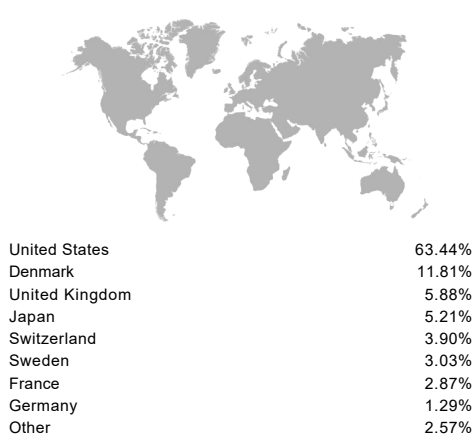 United States 63.44%
Denmark 11.81%
United Kingdom 5.88%
Japan 5.21%
Switzerland 3.90%
Sweden 3.03%
France 2.87%
Germany 1.29%
Other 2.57%